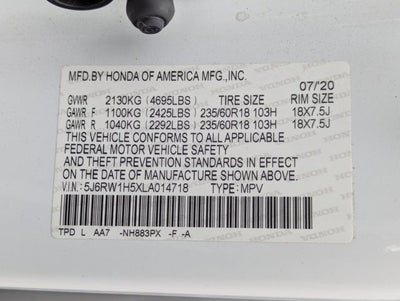 MFD.BY HONDA OF AMERICA MFG.,INC. 07/'20
GVWR 2130KG (4695LBS) TIRE SIZE RIM SIZE
GAWR F 1100KG (2425LBS) 235/60R18 103H 18X7.5J
GAWR R 1040KG (2292LBS) 235/60R18 103H 18X7.5J
THIS VEHICLE CONFORMS TO ALL APPLICABLE
FEDERAL MOTOR VEHICLE SAFETY
AND THEFT PREVENTION STANDARDS IN EFFECT
ON THE DATE OF MANUFACTURE SHOWN ABOVE.
V.I.N: 5J6RW1H5XLA014718 TYPE: MPV
TPD L AA7 -NH883PX -F -A